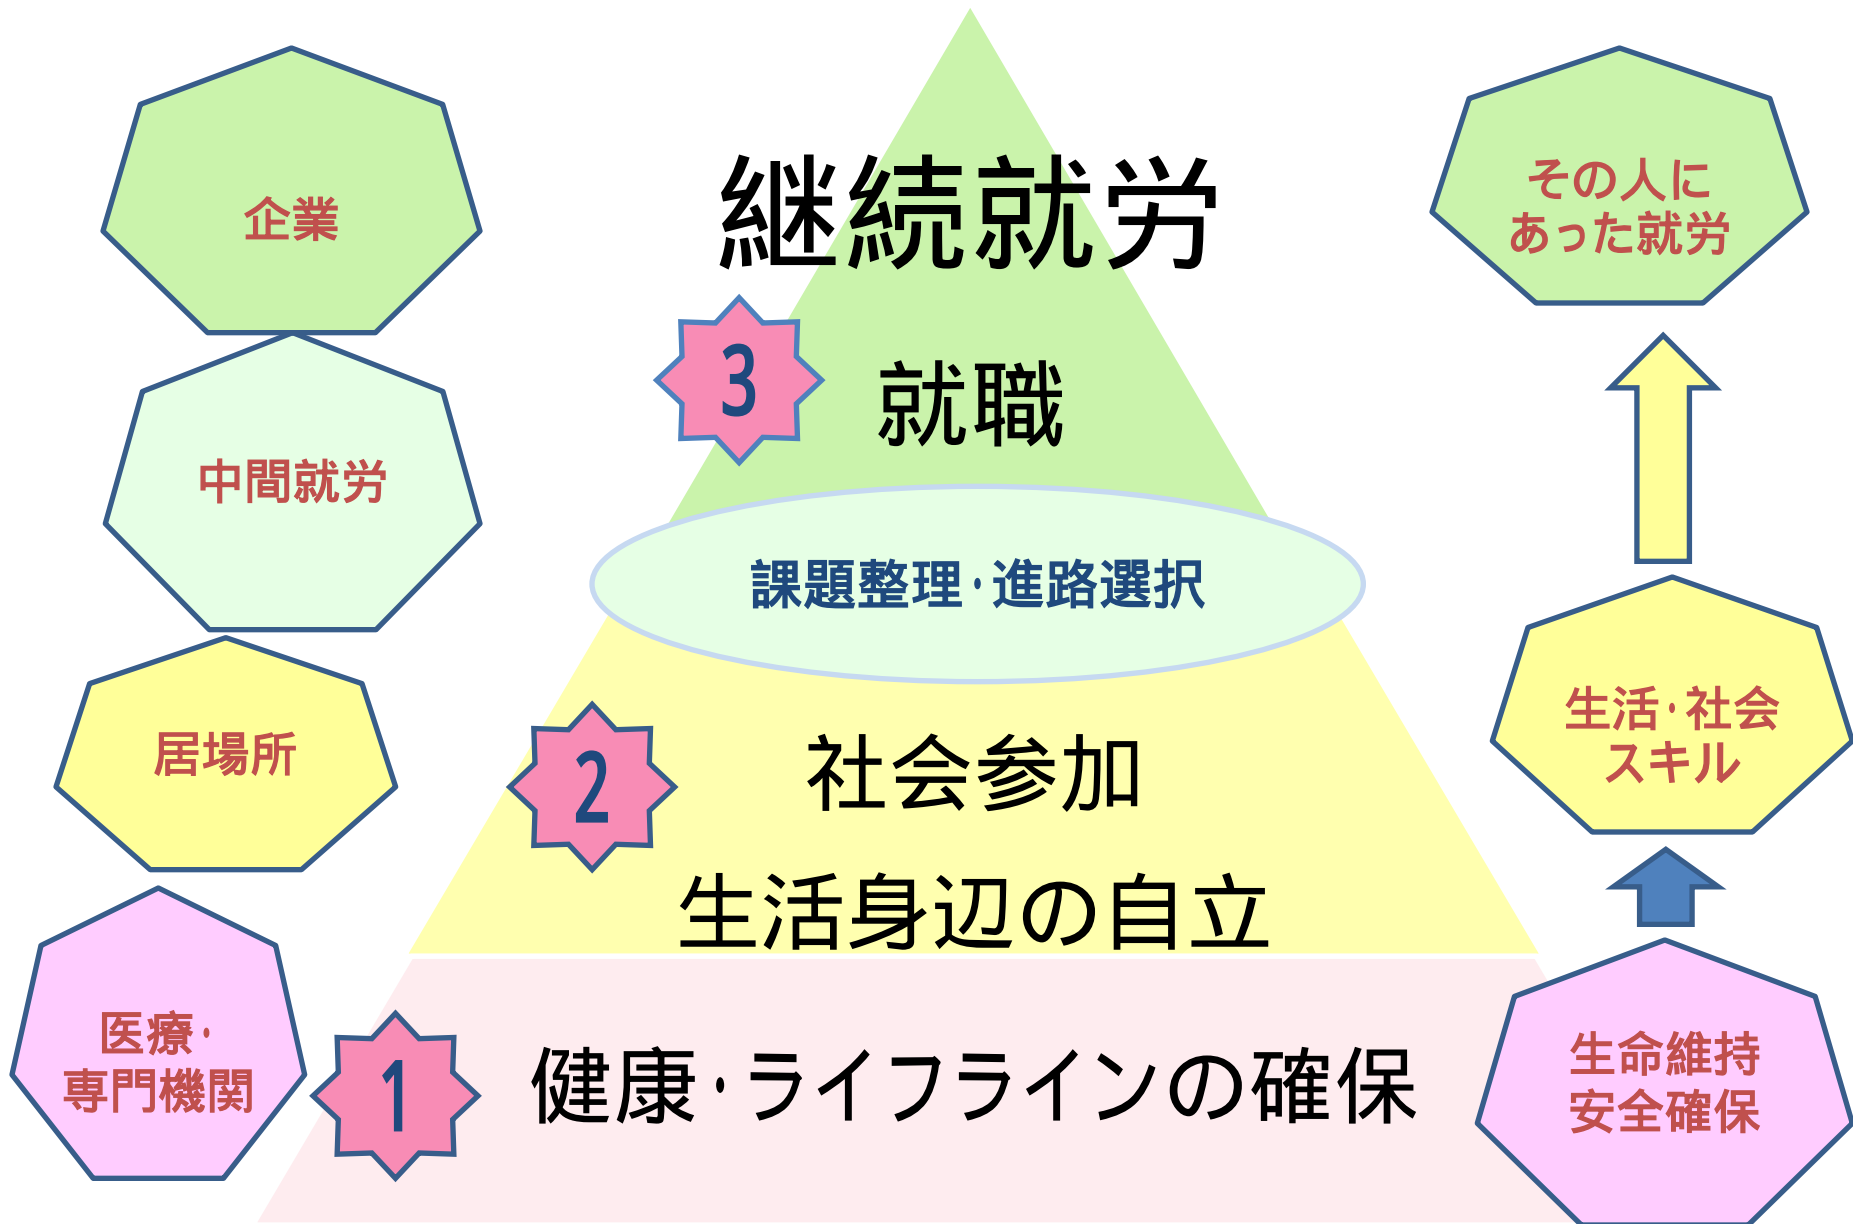 企業
中間就労
居場所
医療・
専門機関
継続就労
3
就職
課題整理・進路選択
2
社会参加
生活身辺の自立
1
健康・ライフラインの確保
その人に
あった就労
生活・社会
スキル
生命維持
安全確保